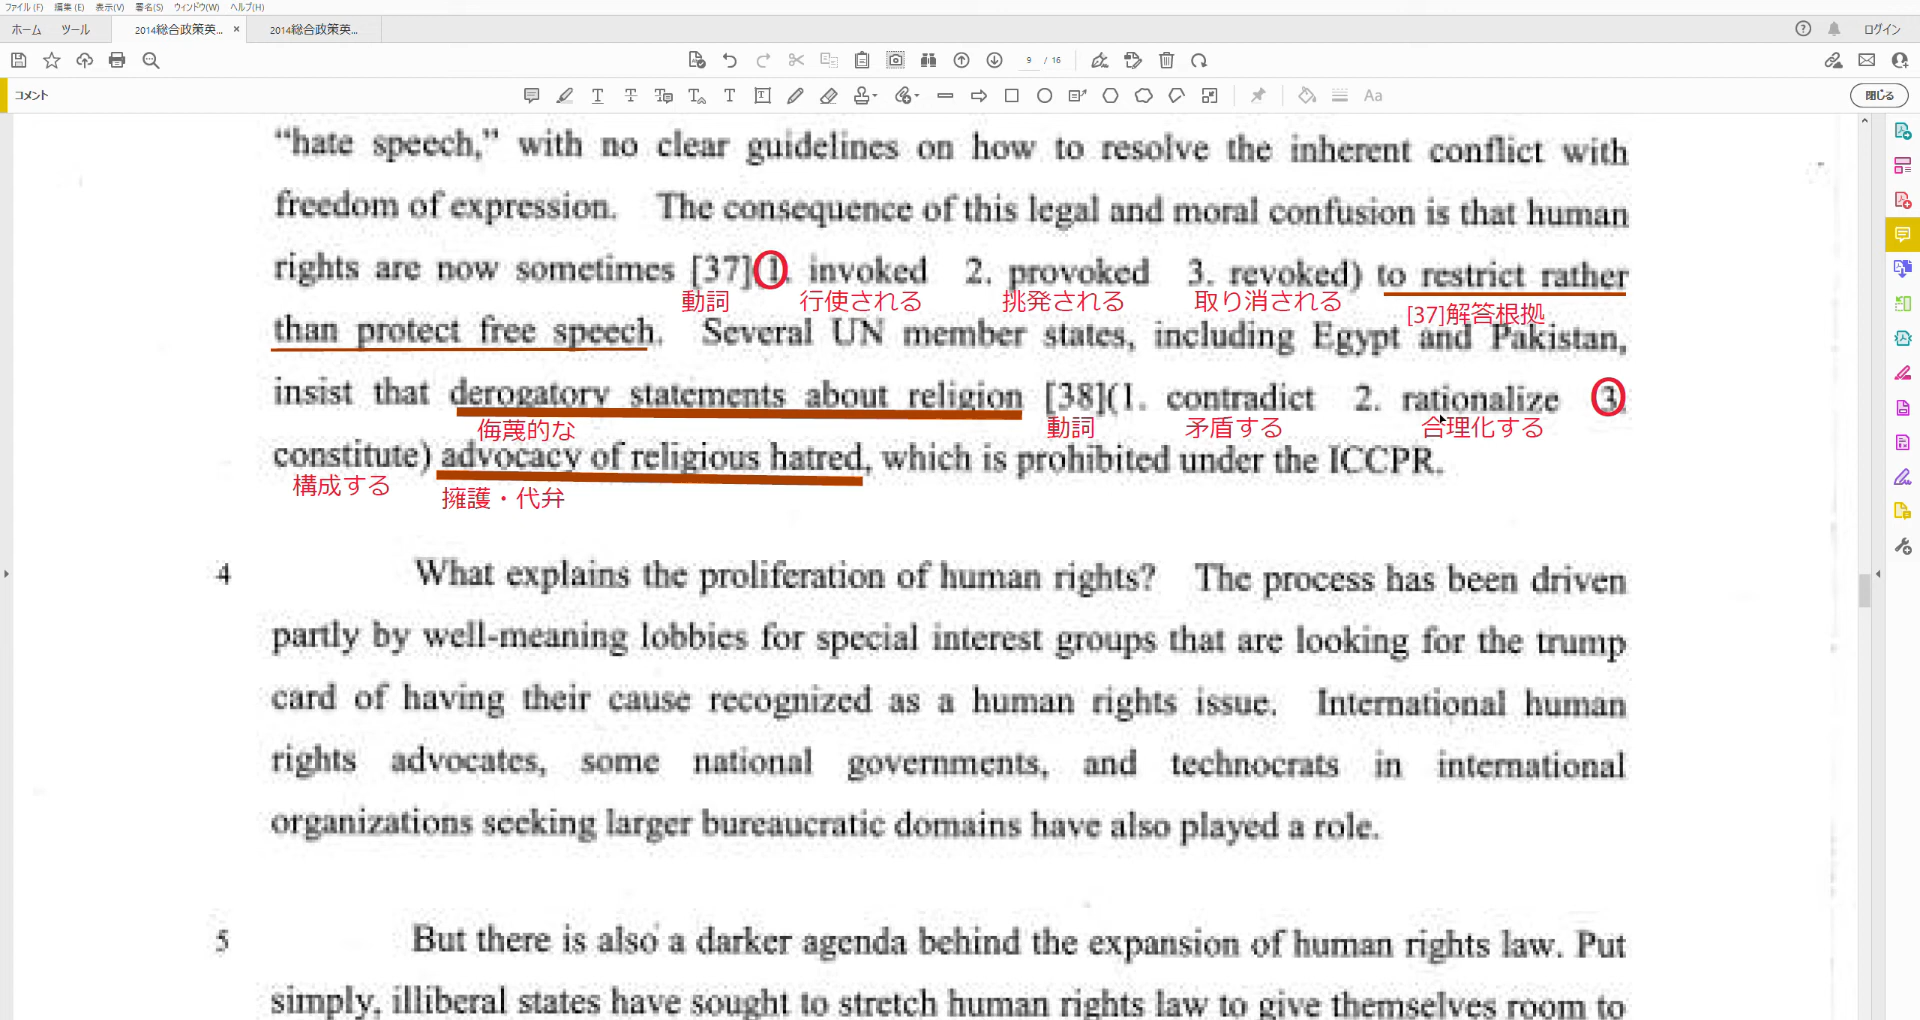 ファイル(F) 編集(E) 表示(V) 署名(S) ウィンドウ(W) ヘルプ(H)
ホーム ツール 2014総合政策英... × 2014総合政策英... ログイン
9 / 16
コメント Aa 閉じる
“hate speech,” with no clear guidelines on how to resolve the inherent conflict with
freedom of expression. The consequence of this legal and moral confusion is that human
rights are now sometimes [37](1. invoked 2. provoked 3. revoked) to restrict rather
動詞 行使される 挑発される 取り消される [37]解答根拠
than protect free speech. Several UN member states, including Egypt and Pakistan,
insist that derogatory statements about religion [38](1. contradict 2. rationalize 3.
侮蔑的な 動詞 矛盾する 合理化する
constitute) advocacy of religious hatred, which is prohibited under the ICCPR.
構成する 擁護・代弁
4 What explains the proliferation of human rights? The process has been driven
partly by well-meaning lobbies for special interest groups that are looking for the trump
card of having their cause recognized as a human rights issue. International human
rights advocates, some national governments, and technocrats in international
organizations seeking larger bureaucratic domains have also played a role.
5 But there is also a darker agenda behind the expansion of human rights law. Put
simply, illiberal states have sought to stretch human rights law to give themselves room to